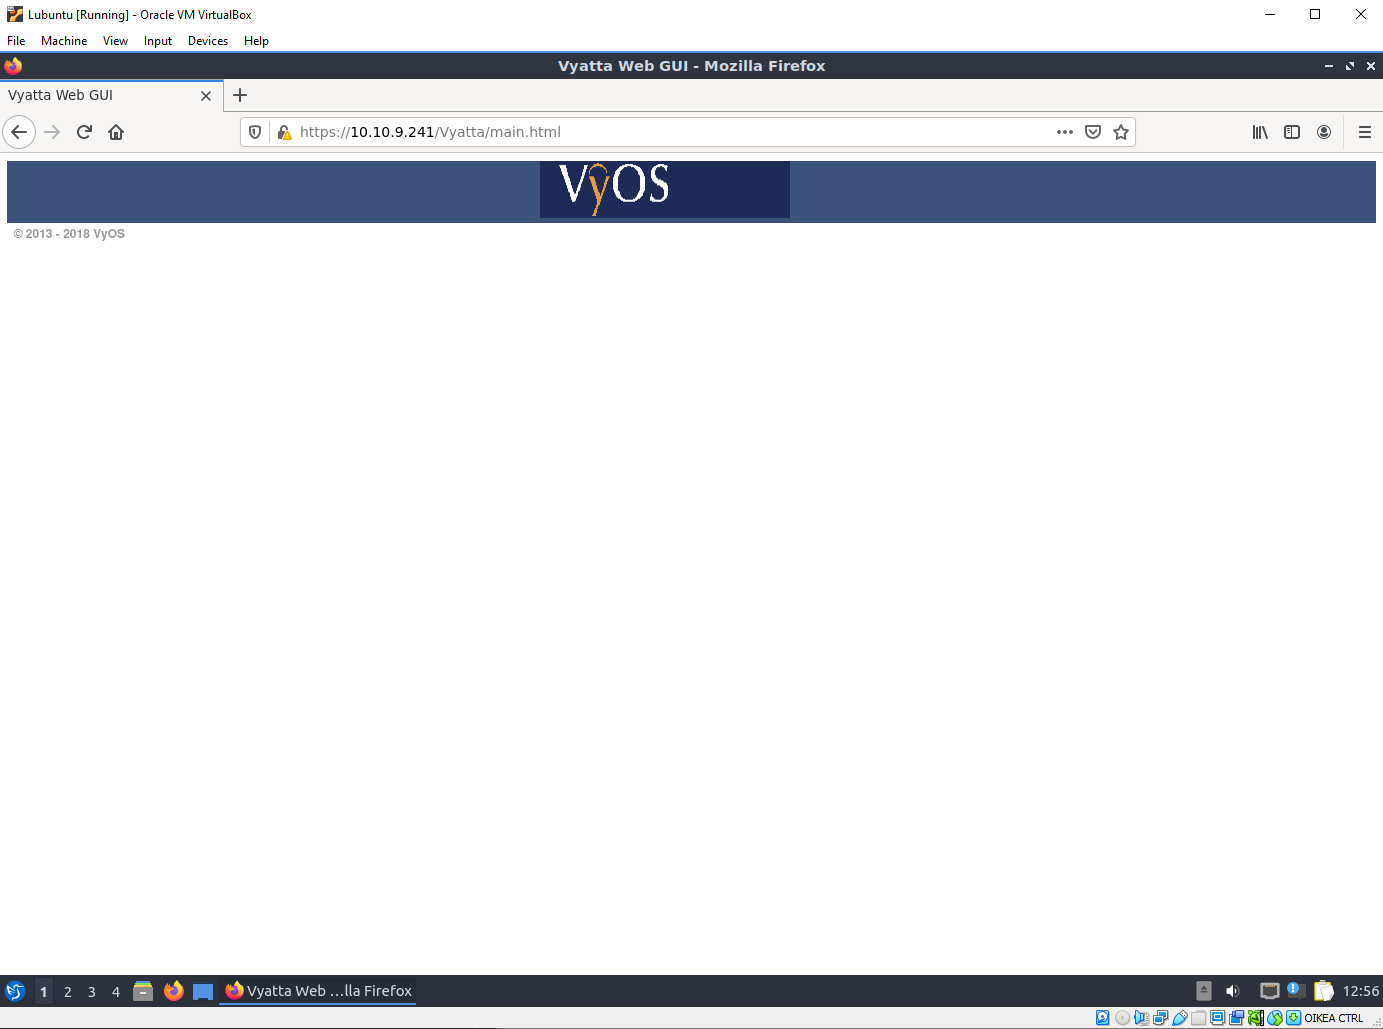 Lubuntu [Running] - Oracle VM VirtualBox
File Machine View Input Devices Help
Vyatta Web GUI - Mozilla Firefox
Vyatta Web GUI
https://10.10.9.241/Vyatta/main.html
VyOS
© 2013 - 2018 VyOS
1 2 3 4 Vyatta Web ...lla Firefox 12:56
OIKEA CTRL